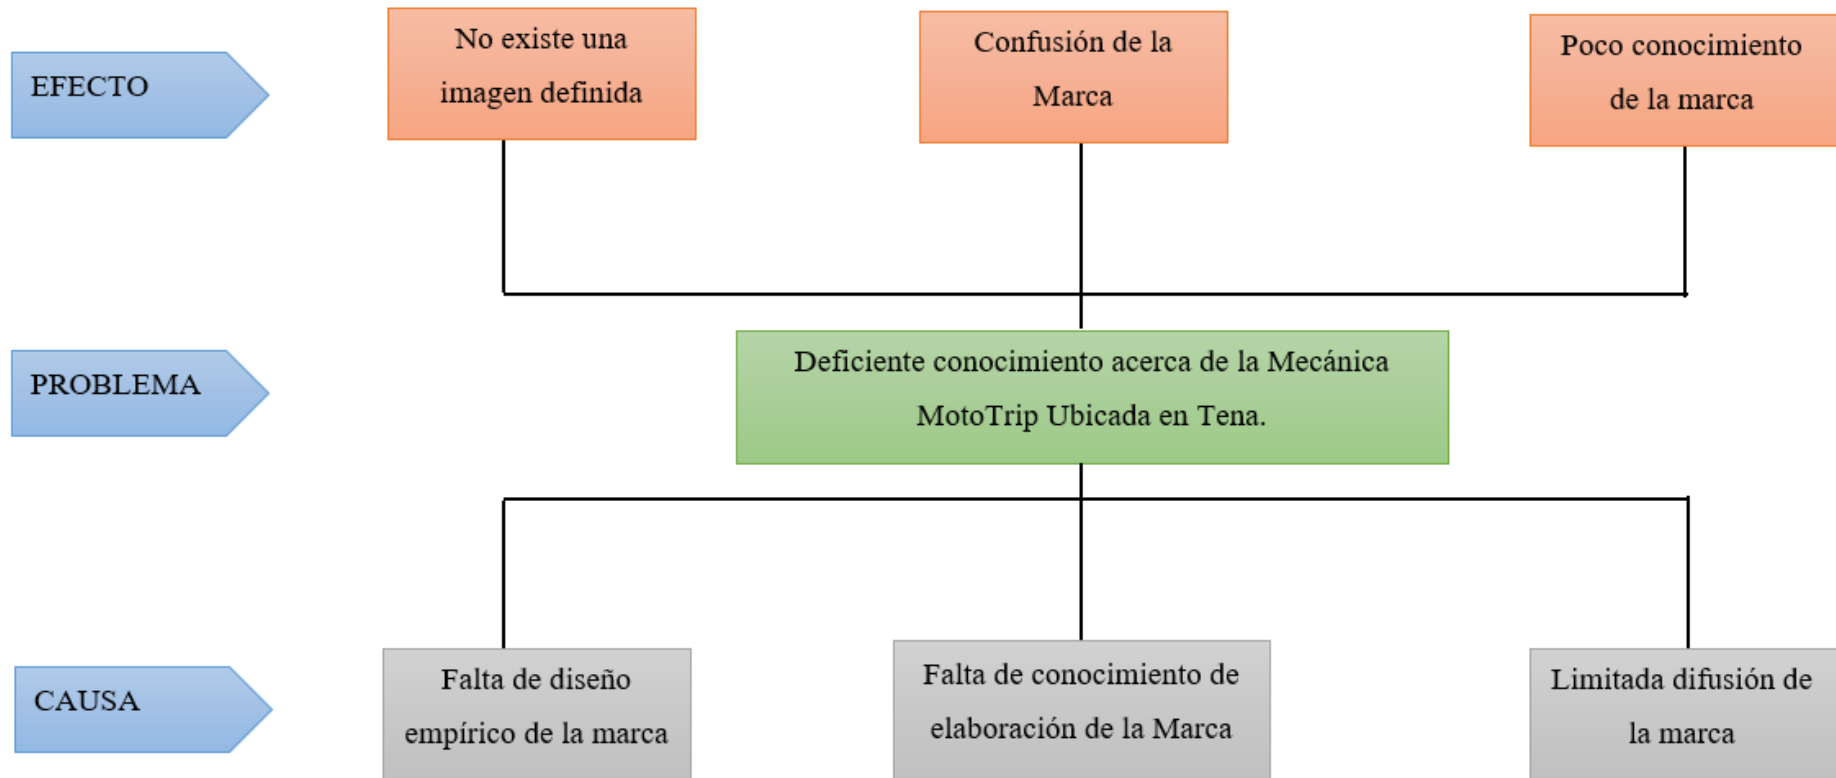 EFECTO
No existe una
imagen definida
Confusión de la
Marca
Poco conocimiento
de la marca
PROBLEMA
Deficiente conocimiento acerca de la Mecánica
MotoTrip Ubicada en Tena.
CAUSA
Falta de diseño
empírico de la marca
Falta de conocimiento de
elaboración de la Marca
Limitada difusión de
la marca